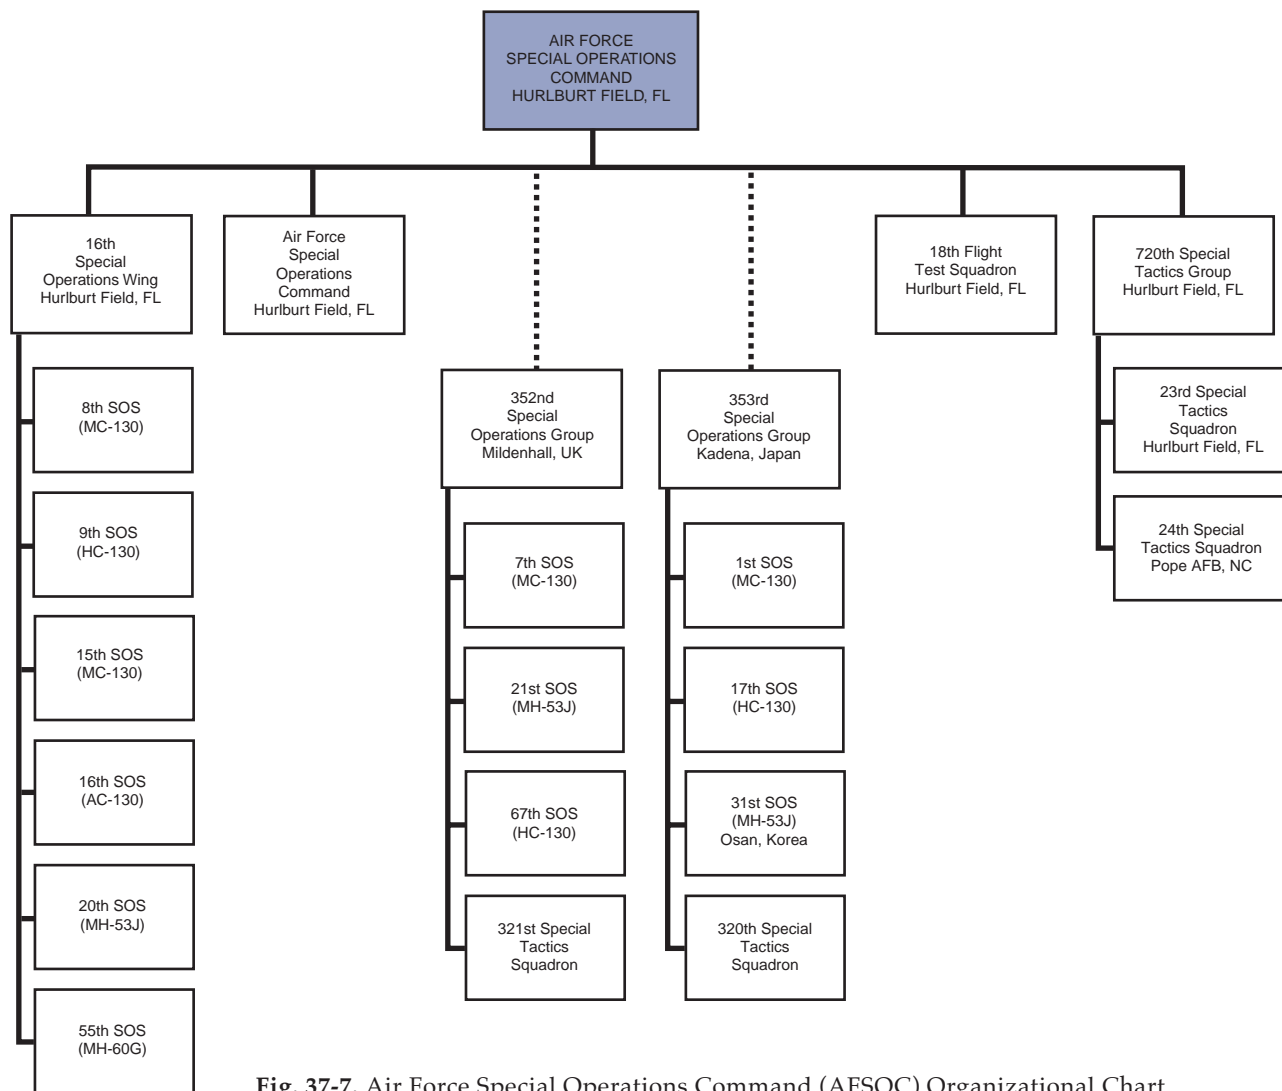 AIR FORCE
SPECIAL OPERATIONS
COMMAND
HURLBURT FIELD, FL
16th
Special
Operations Wing
Hurlburt Field, FL
Air Force
Special
Operations
Command
Hurlburt Field, FL
18th Flight
Test Squadron
Hurlburt Field, FL
720th Special
Tactics Group
Hurlburt Field, FL
8th SOS
(MC-130)
9th SOS
(HC-130)
15th SOS
(MC-130)
16th SOS
(AC-130)
20th SOS
(MH-53J)
55th SOS
(MH-60G)
352nd
Special
Operations Group
Mildenhall, UK
7th SOS
(MC-130)
21st SOS
(MH-53J)
67th SOS
(HC-130)
321st Special
Tactics
Squadron
353rd
Special
Operations Group
Kadena, Japan
1st SOS
(MC-130)
17th SOS
(HC-130)
31st SOS
(MH-53J)
Osan, Korea
320th Special
Tactics
Squadron
23rd Special
Tactics
Squadron
Hurlburt Field, FL
24th Special
Tactics Squadron
Pope AFB, NC
Fig. 37-7. Air Force Special Operations Command (AFSOC) Organizational Chart